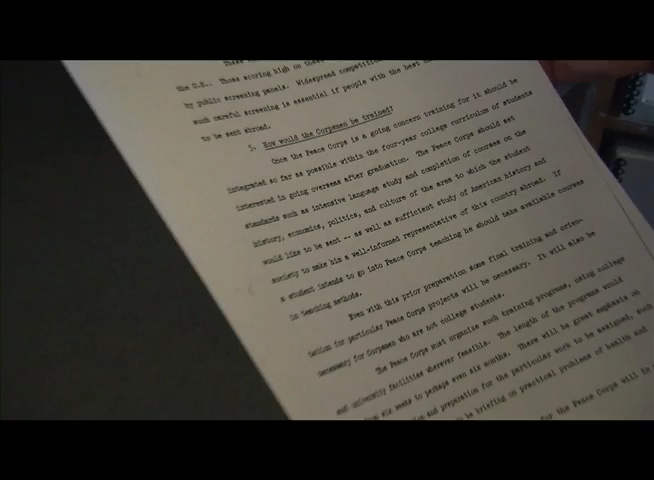 These
the U.S. Those scoring high on these
by public screening panels. Widespread competition
such careful screening is essential if people with the best
to be sent abroad.
5. How would the Corpsmen be trained?
Once the Peace Corps is a going concern training for it should be
integrated so far as possible within the four-year college curriculum of students
interested in going overseas after graduation. The Peace Corps should set
standards such as intensive language study and completion of courses on the
history, economics, politics, and culture of the area to which the student
would like to be sent -- as well as sufficient study of American history and
society to make him a well-informed representative of this country abroad. If
a student intends to go into Peace Corps teaching he should take available courses
in teaching methods.
Even with this prior preparation some final training and orien-
tation for particular Peace Corps projects will be necessary. It will also be
necessary for Corpsmen who are not college students.
The Peace Corps must organize such training programs, using college
and university facilities wherever feasible. The length of the programs would
from six weeks to perhaps even six months. There will be great emphasis on
and preparation for the particular work to be assigned, such
be briefing on practical problems of health and
for the Peace Corps will